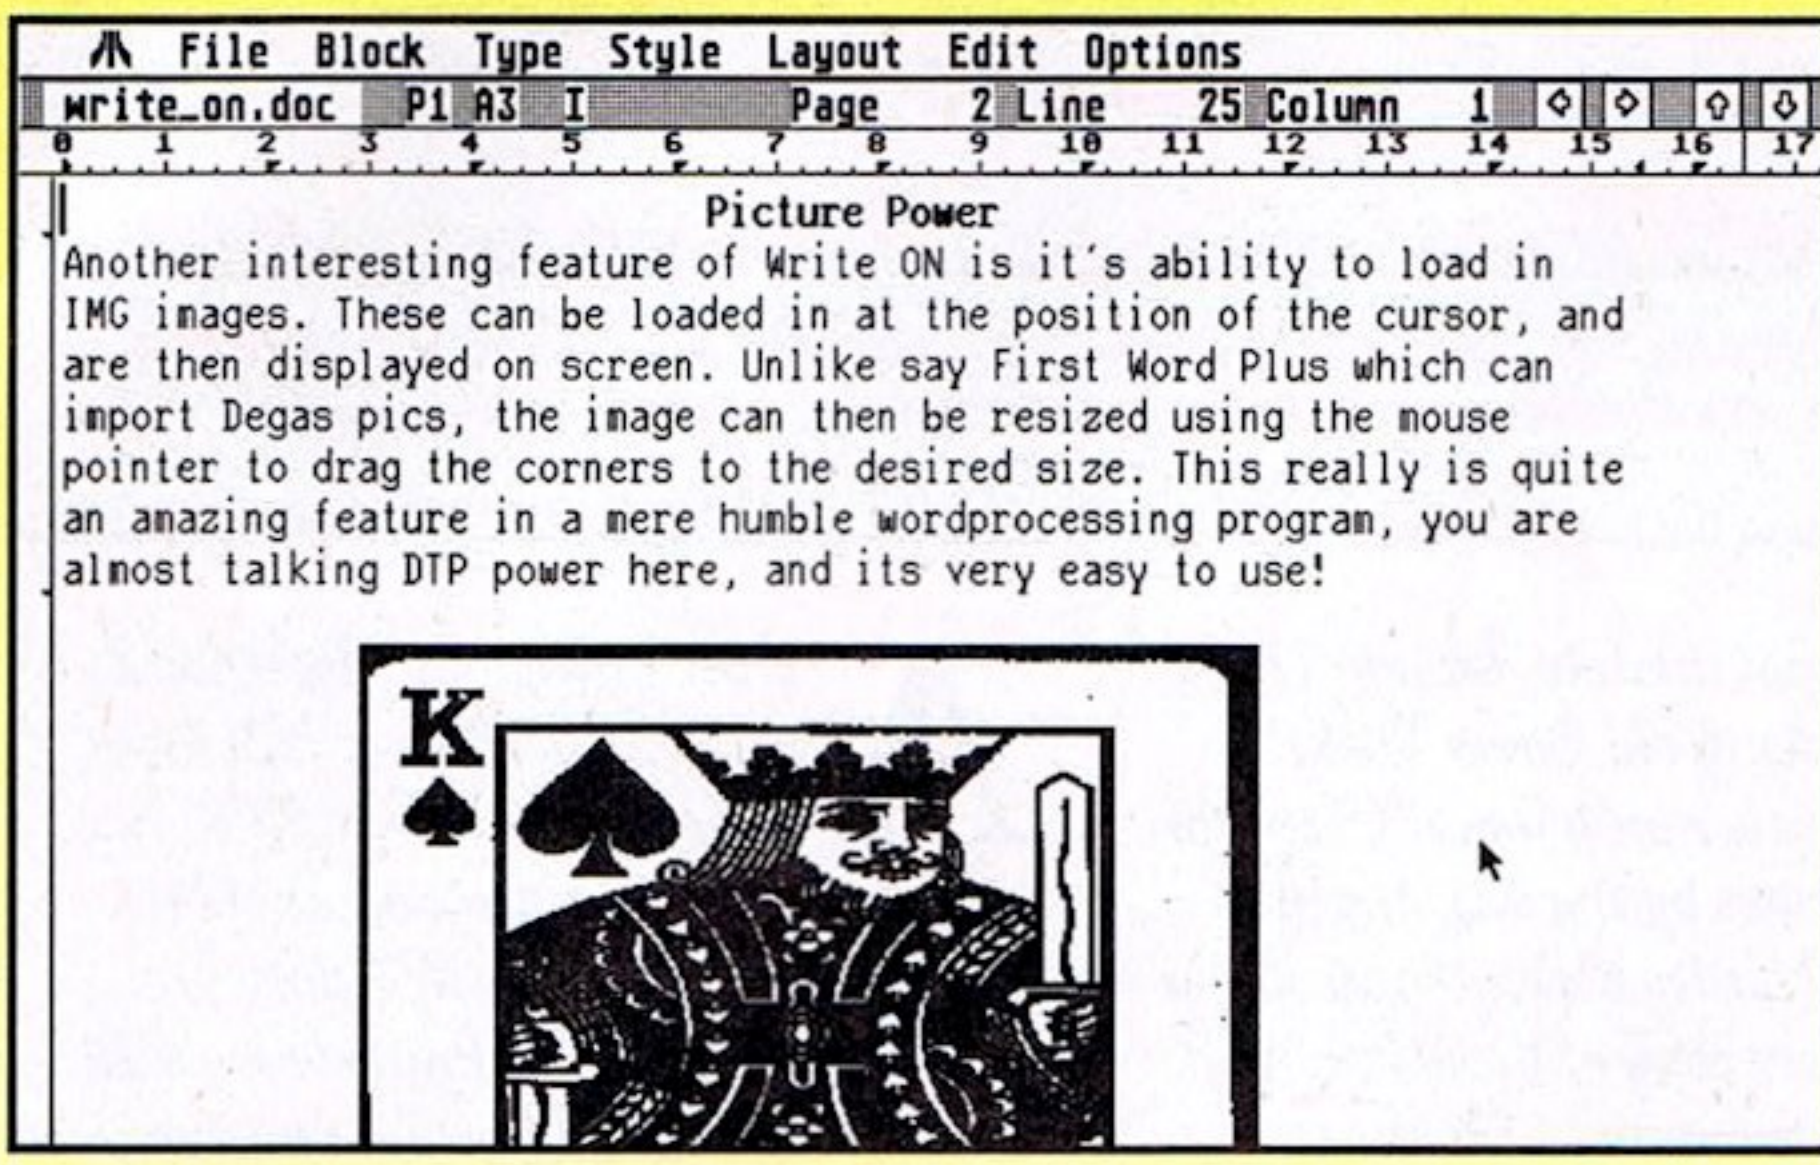 File Block Type Style Layout Edit Options
write_on.doc P1 A3 I Page 2 Line 25 Column 1
0 1 2 3 4 5 6 7 8 9 10 11 12 13 14 15 16 17
Picture Power
Another interesting feature of Write ON is it's ability to load in
IMG images. These can be loaded in at the position of the cursor, and
are then displayed on screen. Unlike say First Word Plus which can
import Degas pics, the image can then be resized using the mouse
pointer to drag the corners to the desired size. This really is quite
an amazing feature in a mere humble wordprocessing program, you are
almost talking DTP power here, and its very easy to use!
K